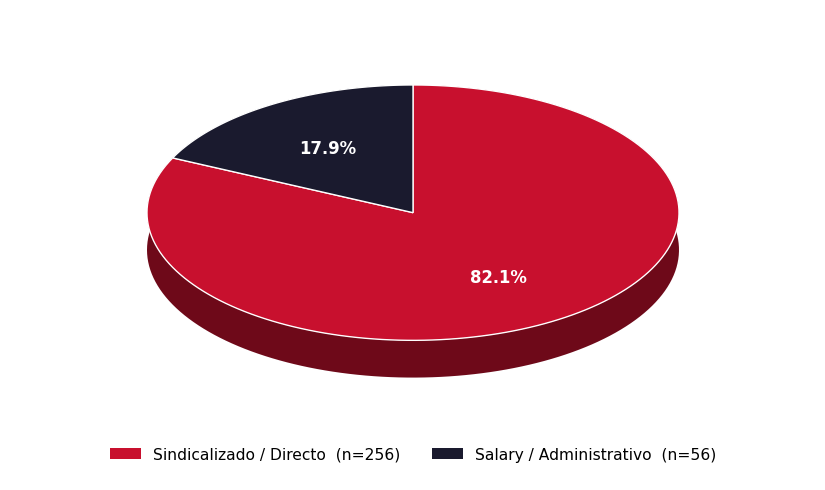 17.9%
82.1%
Sindicalizado / Directo  (n=256)
Salary / Administrativo  (n=56)